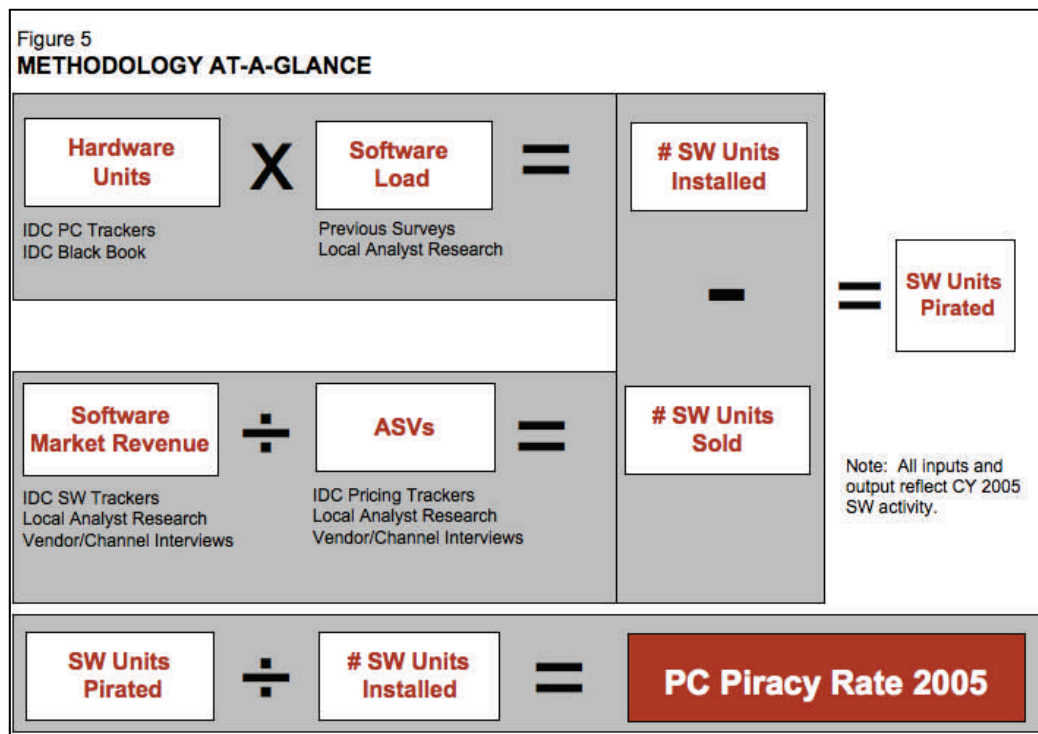 Figure 5
METHODOLOGY AT-A-GLANCE
Hardware
Units
X
Software
Load
=
# SW Units
Installed
IDC PC Trackers
IDC Black Book
Previous Surveys
Local Analyst Research
-
=
SW Units
Pirated
Software
Market Revenue
÷
ASVs
=
# SW Units
Sold
IDC SW Trackers
Local Analyst Research
Vendor/Channel Interviews
IDC Pricing Trackers
Local Analyst Research
Vendor/Channel Interviews
Note: All inputs and
output reflect CY 2005
SW activity.
SW Units
Pirated
÷
# SW Units
Installed
=
PC Piracy Rate 2005